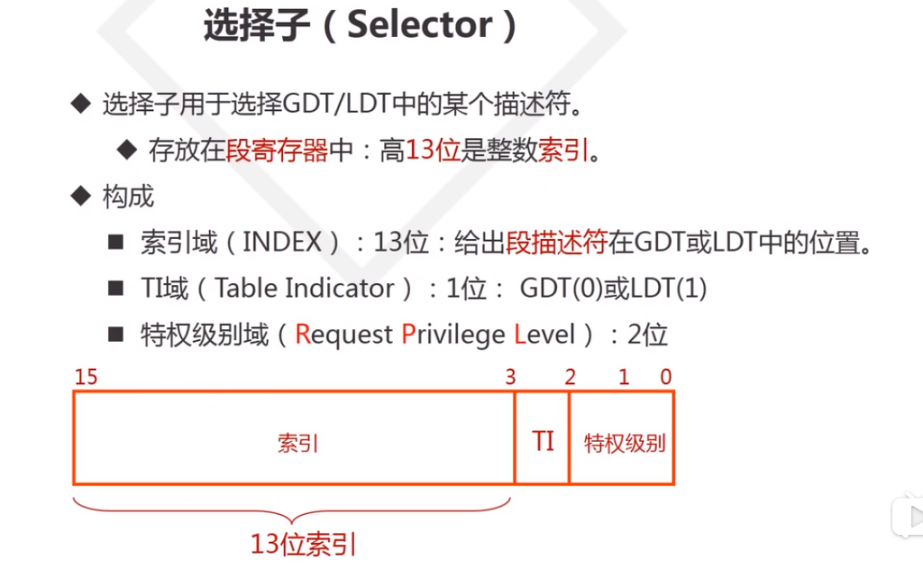 选择子（Selector）
◆ 选择子用于选择GDT/LDT中的某个描述符。
◆ 存放在段寄存器中：高13位是整数索引。
◆ 构成
■ 索引域（INDEX）：13位：给出段描述符在GDT或LDT中的位置。
■ TI域（Table Indicator）：1位： GDT(0)或LDT(1)
■ 特权级别域（Request Privilege Level）：2位
15 3 2 1 0
索引 TI 特权级别
13位索引